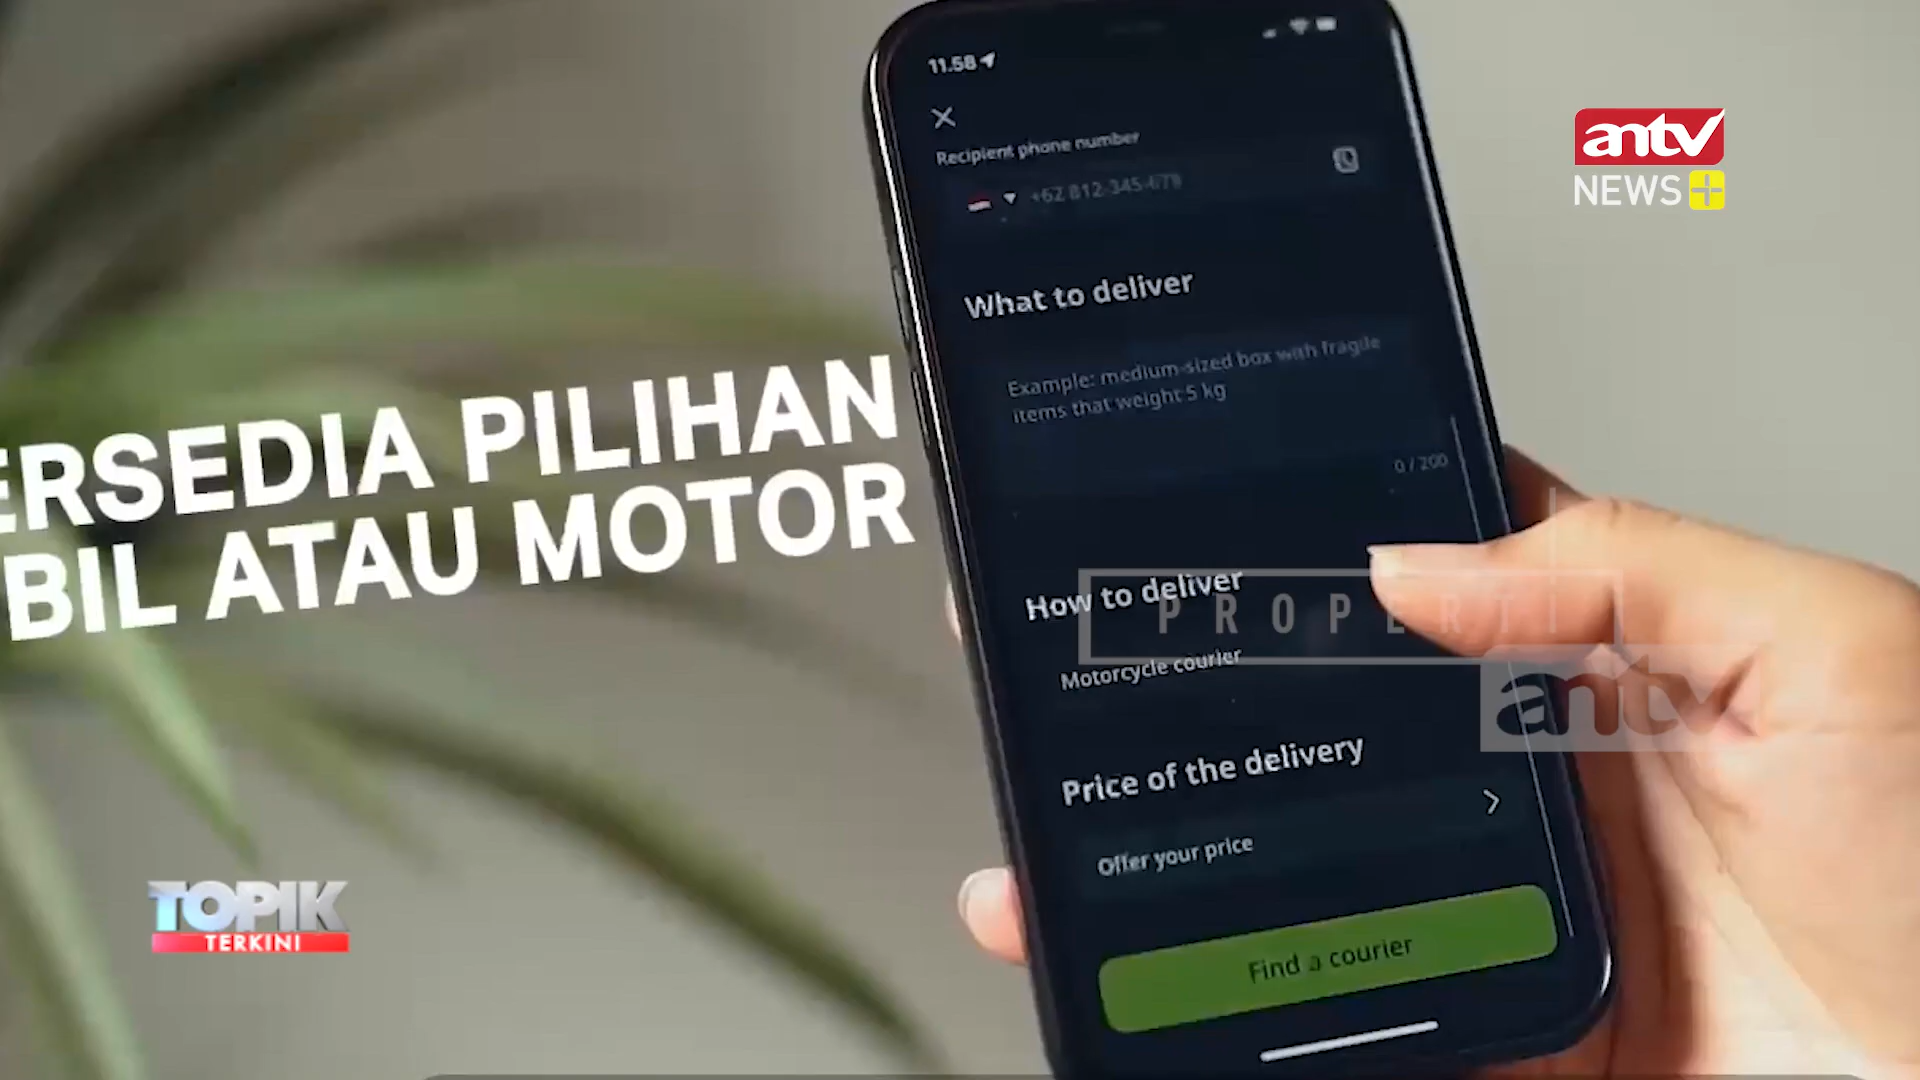 11.58
Recipient phone number
+62 812-345-678
What to deliver
Example: medium-sized box with fragile
items that weight 5 kg
0 / 200
How to deliver
Motorcycle courier
Price of the delivery
Offer your price
Find a courier
ERSEDIA PILIHAN
BIL ATAU MOTOR
antv
NEWS+
PROPERTI
antv
TOPIK
TERKINI